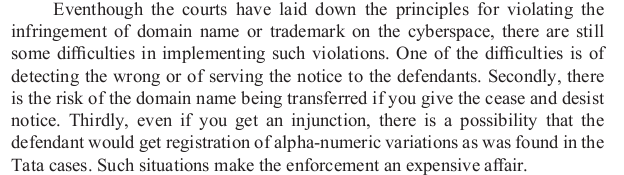 Eventhough the courts have laid down the principles for violating the
infringement of domain name or trademark on the cyberspace, there are still
some difficulties in implementing such violations. One of the difficulties is of
detecting the wrong or of serving the notice to the defendants. Secondly, there
is the risk of the domain name being transferred if you give the cease and desist
notice. Thirdly, even if you get an injunction, there is a possibility that the
defendant would get registration of alpha-numeric variations as was found in the
Tata cases. Such situations make the enforcement an expensive affair.